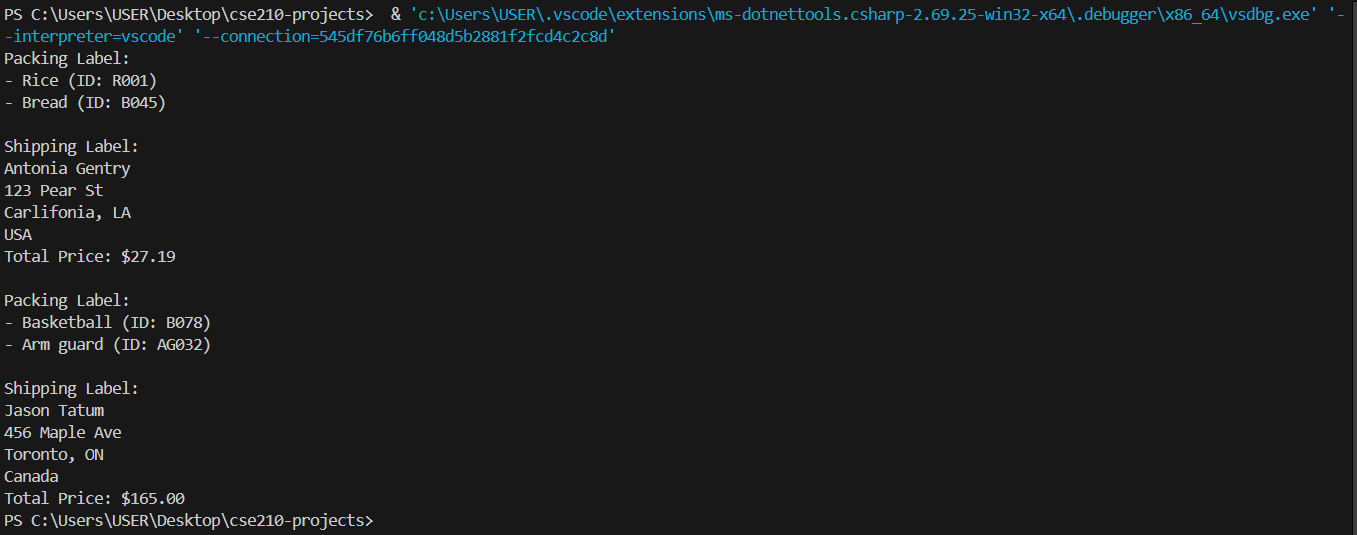 PS C:\Users\USER\Desktop\cse210-projects>  & 'c:\Users\USER\.vscode\extensions\ms-dotnettools.csharp-2.69.25-win32-x64\.debugger\x86_64\vsdbg.exe' '-
-interpreter=vscode' '--connection=545df76b6ff048d5b2881f2fcd4c2c8d'
Packing Label:
- Rice (ID: R001)
- Bread (ID: B045)

Shipping Label:
Antonia Gentry
123 Pear St
Carlifonia, LA
USA
Total Price: $27.19

Packing Label:
- Basketball (ID: B078)
- Arm guard (ID: AG032)

Shipping Label:
Jason Tatum
456 Maple Ave
Toronto, ON
Canada
Total Price: $165.00
PS C:\Users\USER\Desktop\cse210-projects>